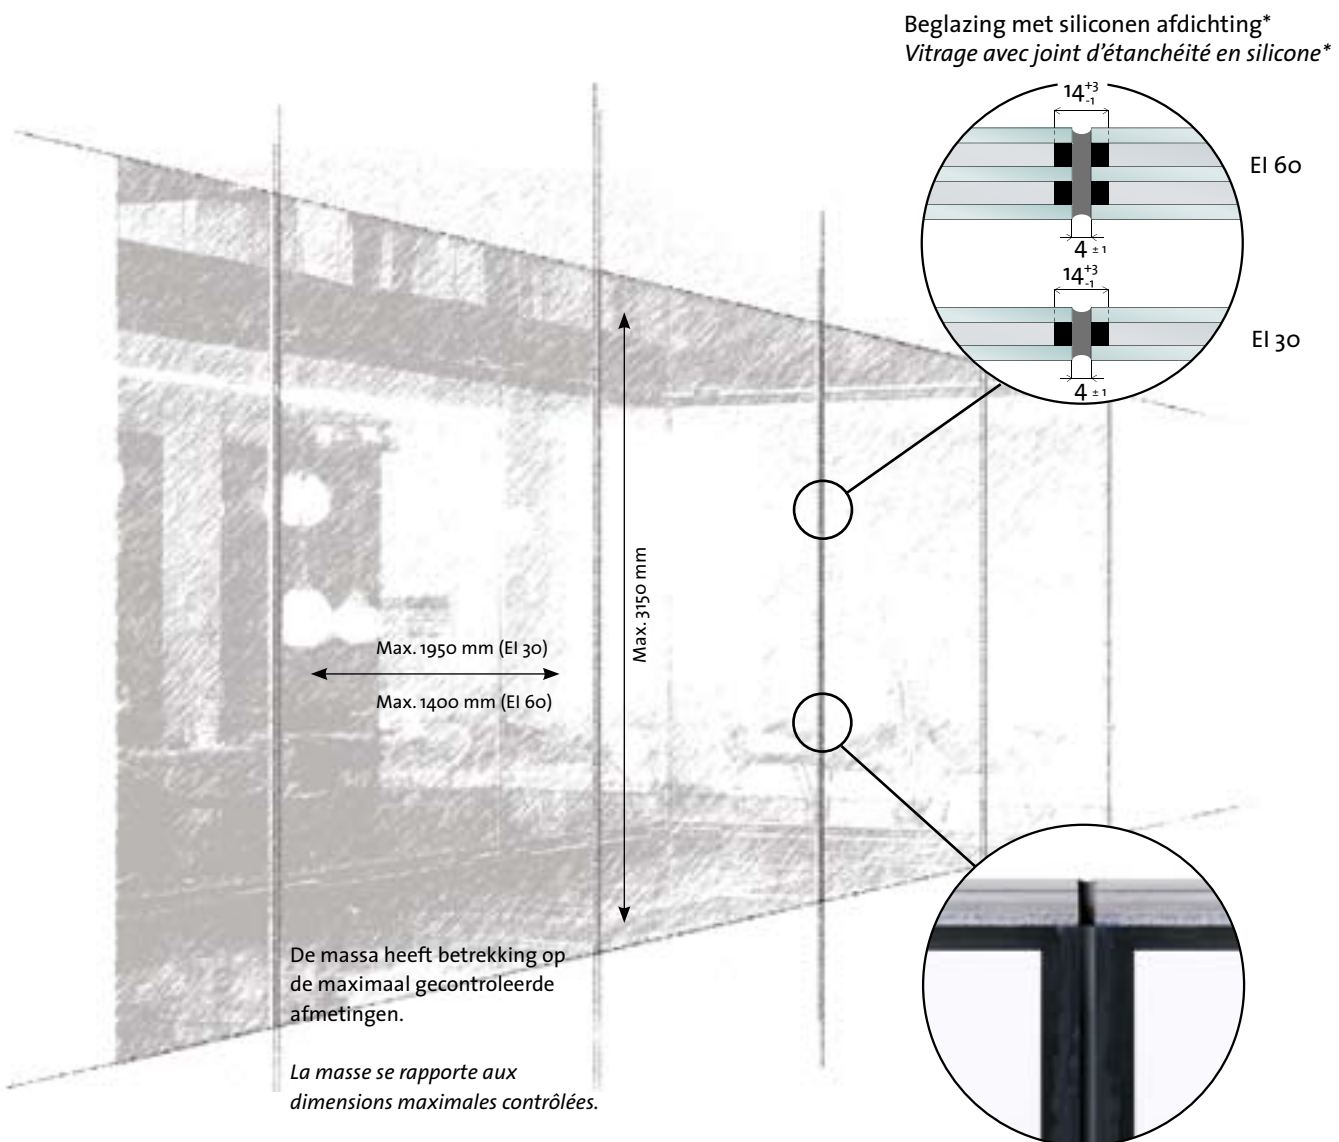 Beglazing met siliconen afdichting*
Vitrage avec joint d’étanchéité en silicone*
14 +3 -1
EI 60
4 ± 1
14 +3 -1
EI 30
4 ± 1
Max. 3150 mm
Max. 1950 mm (EI 30)
Max. 1400 mm (EI 60)
De massa heeft betrekking op
de maximaal gecontroleerde
afmetingen.
La masse se rapporte aux
dimensions maximales contrôlées.